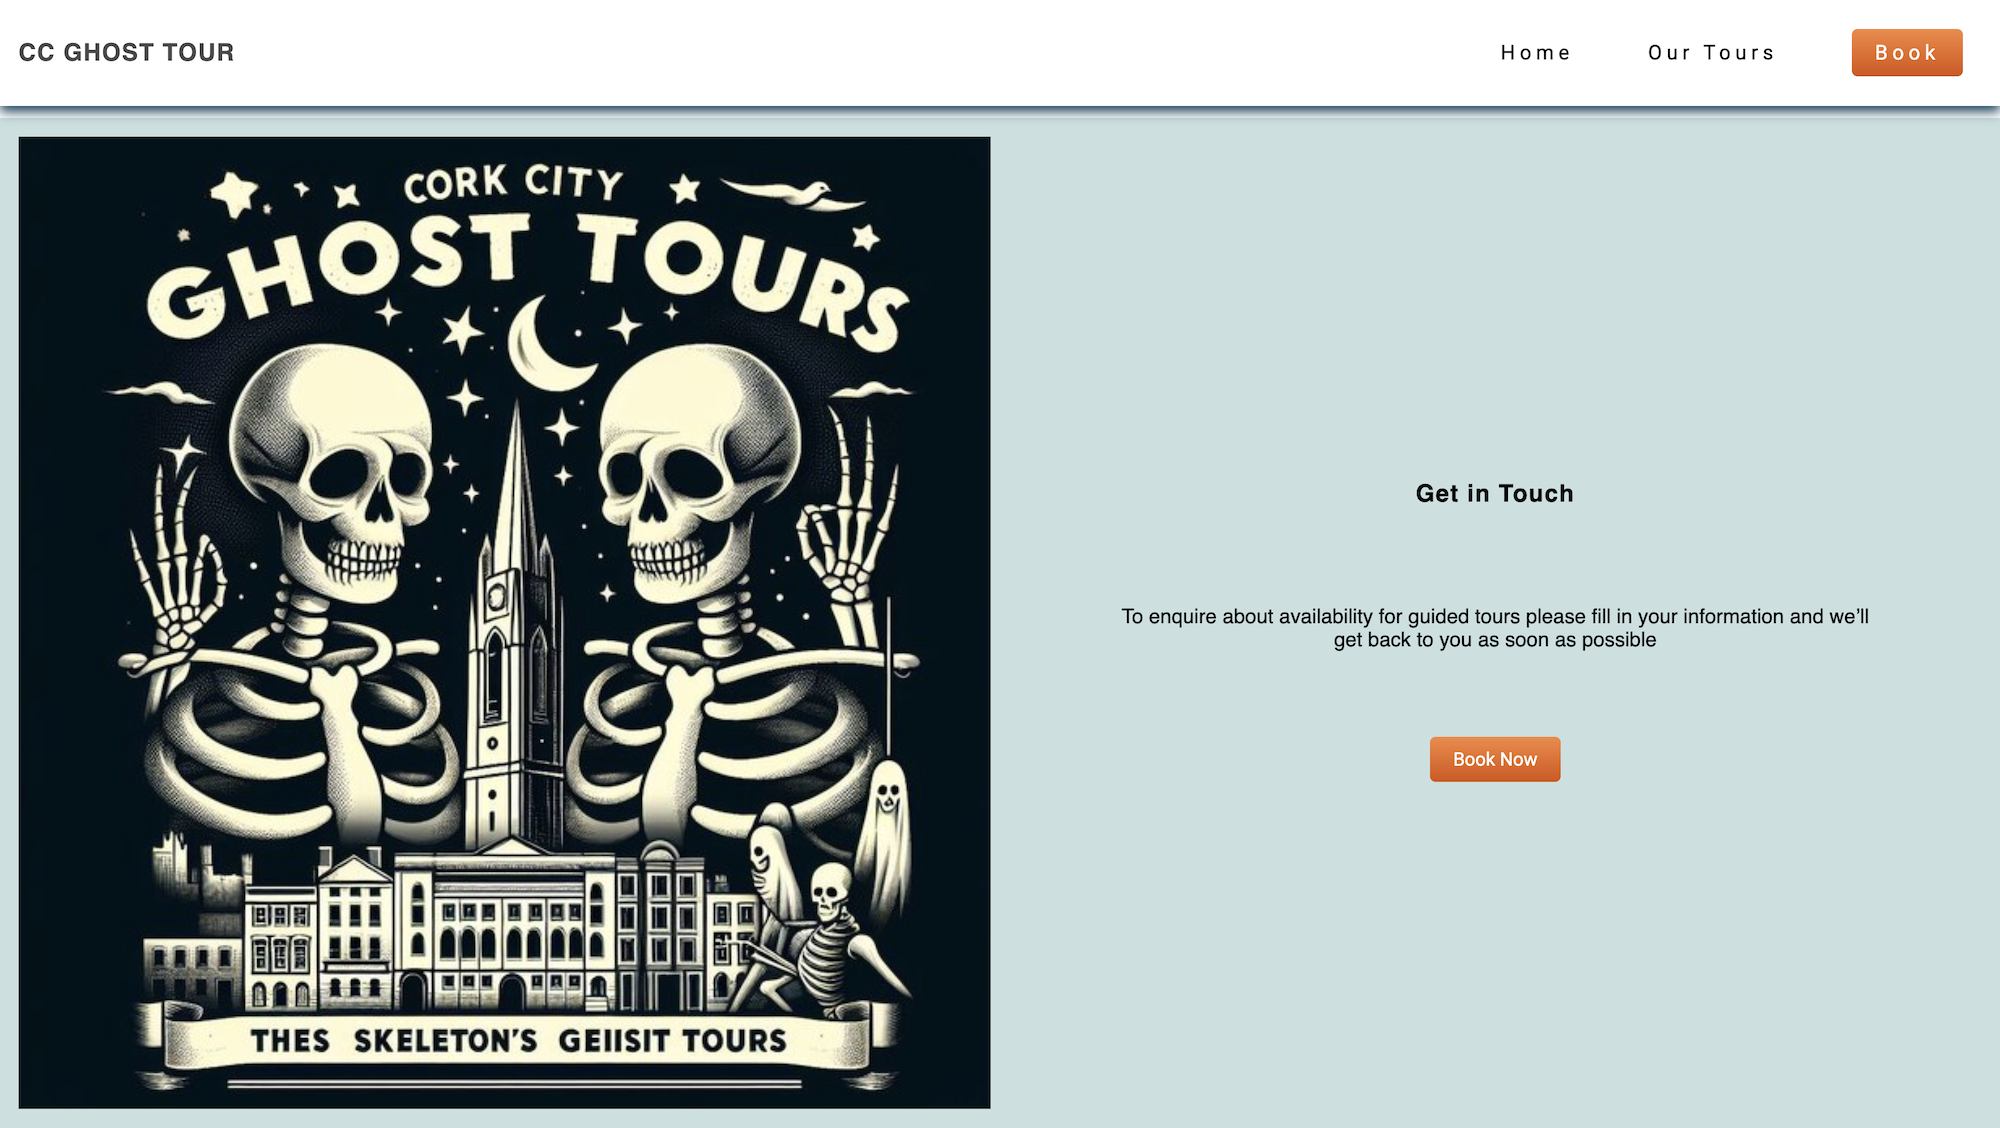 CC GHOST TOUR
Home
Our Tours
Book
CORK CITY
GHOST TOURS
THES SKELETON'S GEIISIT TOURS
Get in Touch
To enquire about availability for guided tours please fill in your information and we’ll
get back to you as soon as possible
Book Now